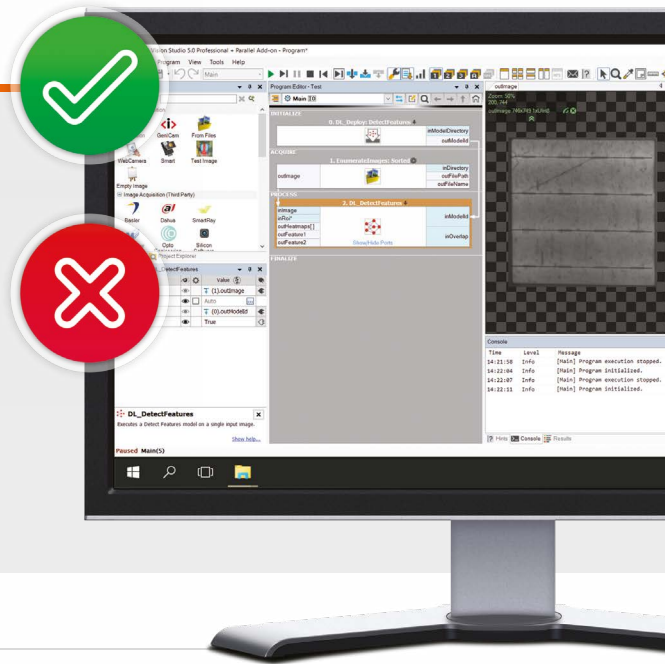 Vision Studio 5.0 Professional + Parallel Add-on - Program*
Program View Tools Help
Main
Program Editor - Test
Main
INITIALIZE
0. DL_Deploy: DetectFeatures
inModelDirectory
outModelId
ACQUIRE
1. EnumerateImages: Sorted
outImage
inDirectory
outFilePath
outFileName
PROCESS
2. DL_DetectFeatures
inImage
inRoi*
outHeatmaps[]
outFeature1
outFeature2
inModelId
inOverlap
Show/Hide Ports
FINALIZE
GenICam
From Files
WebCamera
Smart
Test Image
Empty Image
Image Acquisition (Third Party)
Basler
Dahua
SmartRay
Opto
Silicon
Project Explorer
DetectFeatures
Value
(1).outImage
Auto
(0).outModelId
True
DL_DetectFeatures
Executes a Detect Features model on a single input image.
Show help...
Paused Main(5)
outImage
Zoom: 50%
200, 744
Console
Time Level Message
14:21:58 Info [Main] Program execution stopped.
14:22:04 Info [Main] Program initialized.
14:22:07 Info [Main] Program execution stopped.
14:22:11 Info [Main] Program initialized.
Hints Console Results